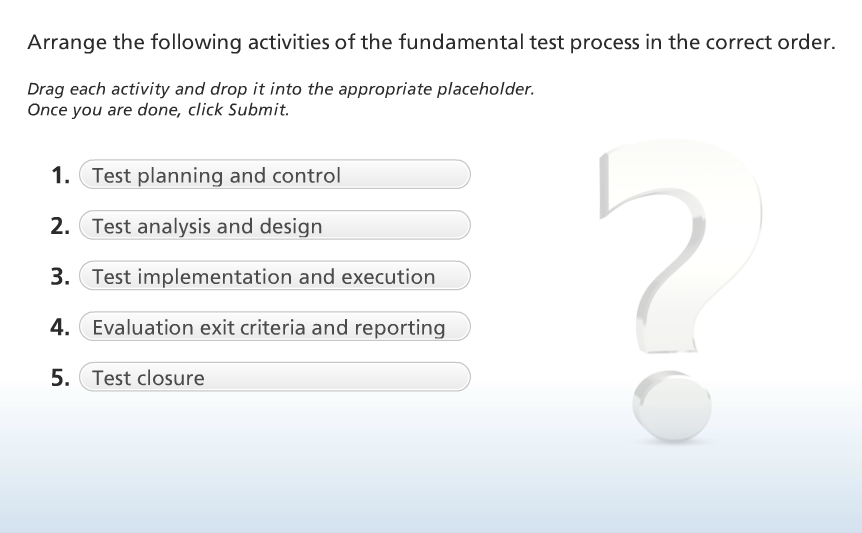 Arrange the following activities of the fundamental test process in the correct order.
Drag each activity and drop it into the appropriate placeholder.
Once you are done, click Submit.
1. Test planning and control
2. Test analysis and design
3. Test implementation and execution
4. Evaluation exit criteria and reporting
5. Test closure